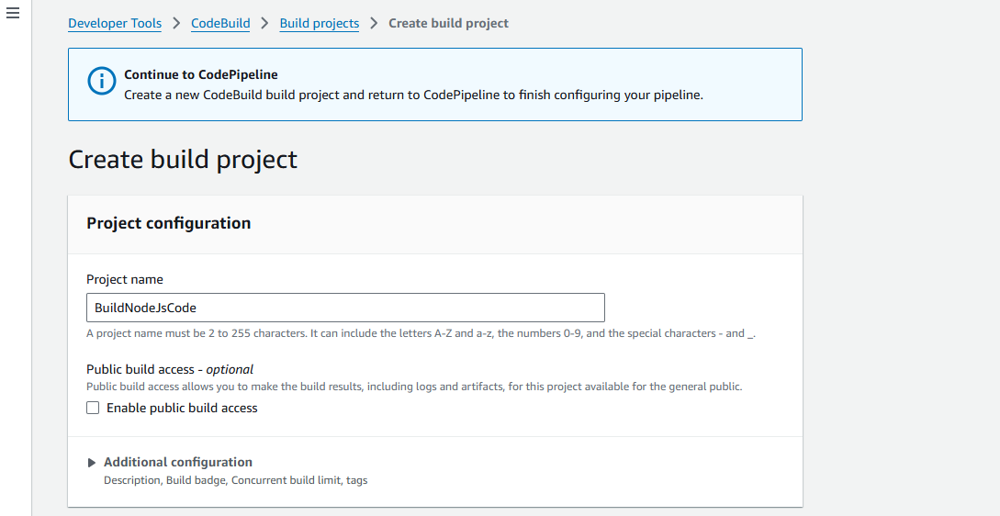 Developer Tools > CodeBuild > Build projects > Create build project
Continue to CodePipeline
Create a new CodeBuild build project and return to CodePipeline to finish configuring your pipeline.
Create build project
Project configuration
Project name
BuildNodeJsCode
A project name must be 2 to 255 characters. It can include the letters A-Z and a-z, the numbers 0-9, and the special characters - and _.
Public build access - optional
Public build access allows you to make the build results, including logs and artifacts, for this project available for the general public.
Enable public build access
Additional configuration
Description, Build badge, Concurrent build limit, tags